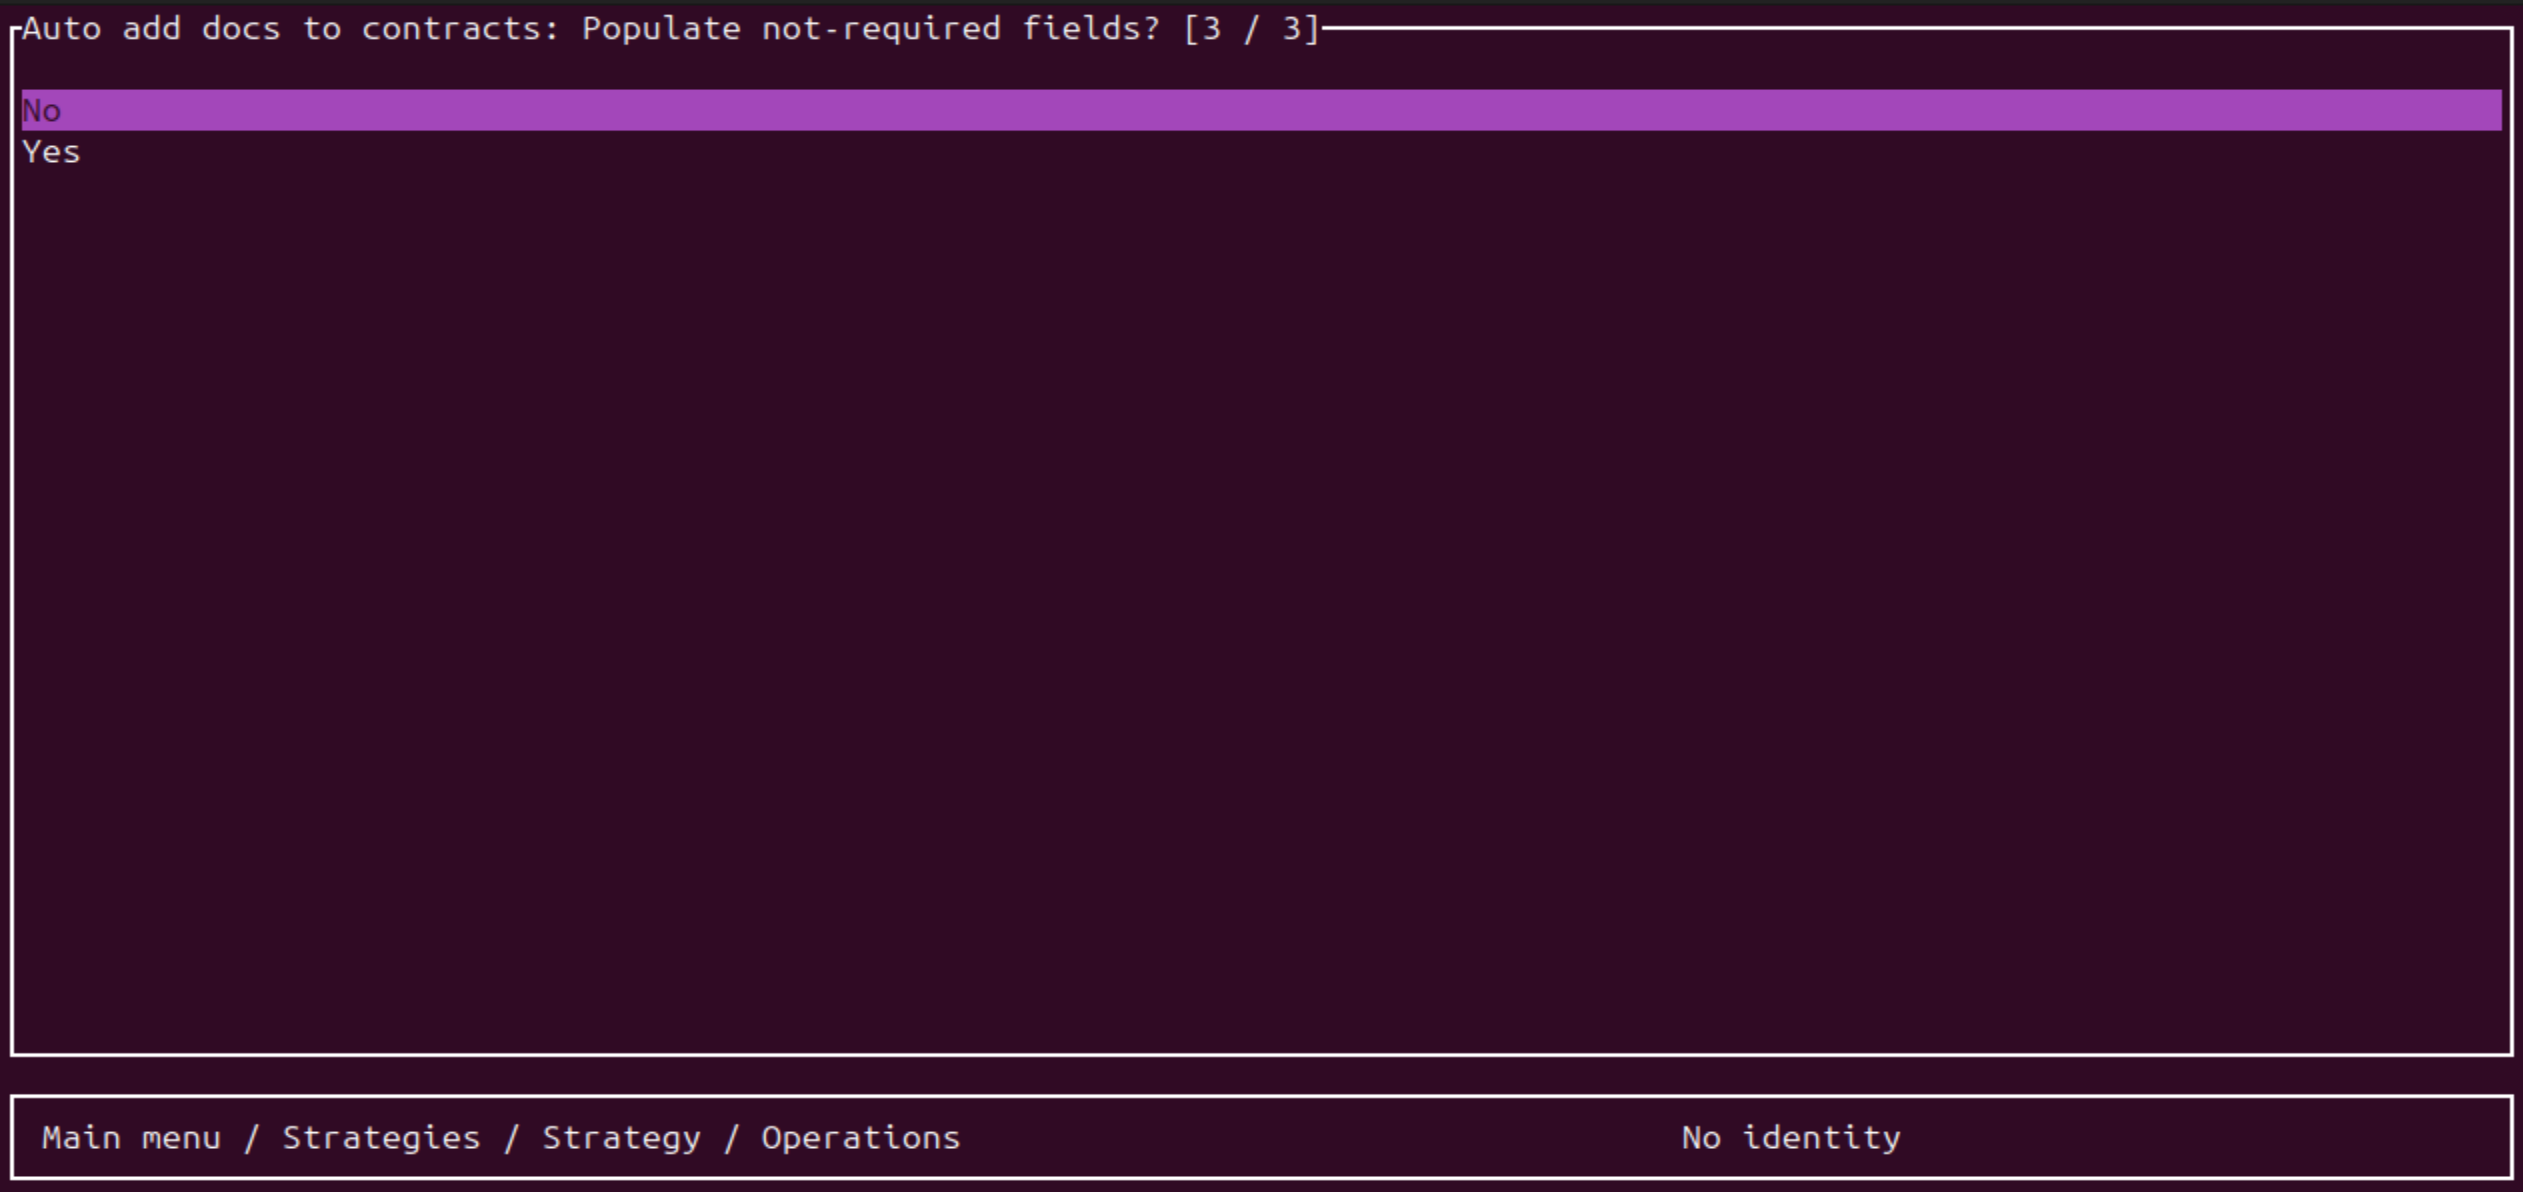 Auto add docs to contracts: Populate not-required fields? [3 / 3]
No
Yes
Main menu / Strategies / Strategy / Operations No identity